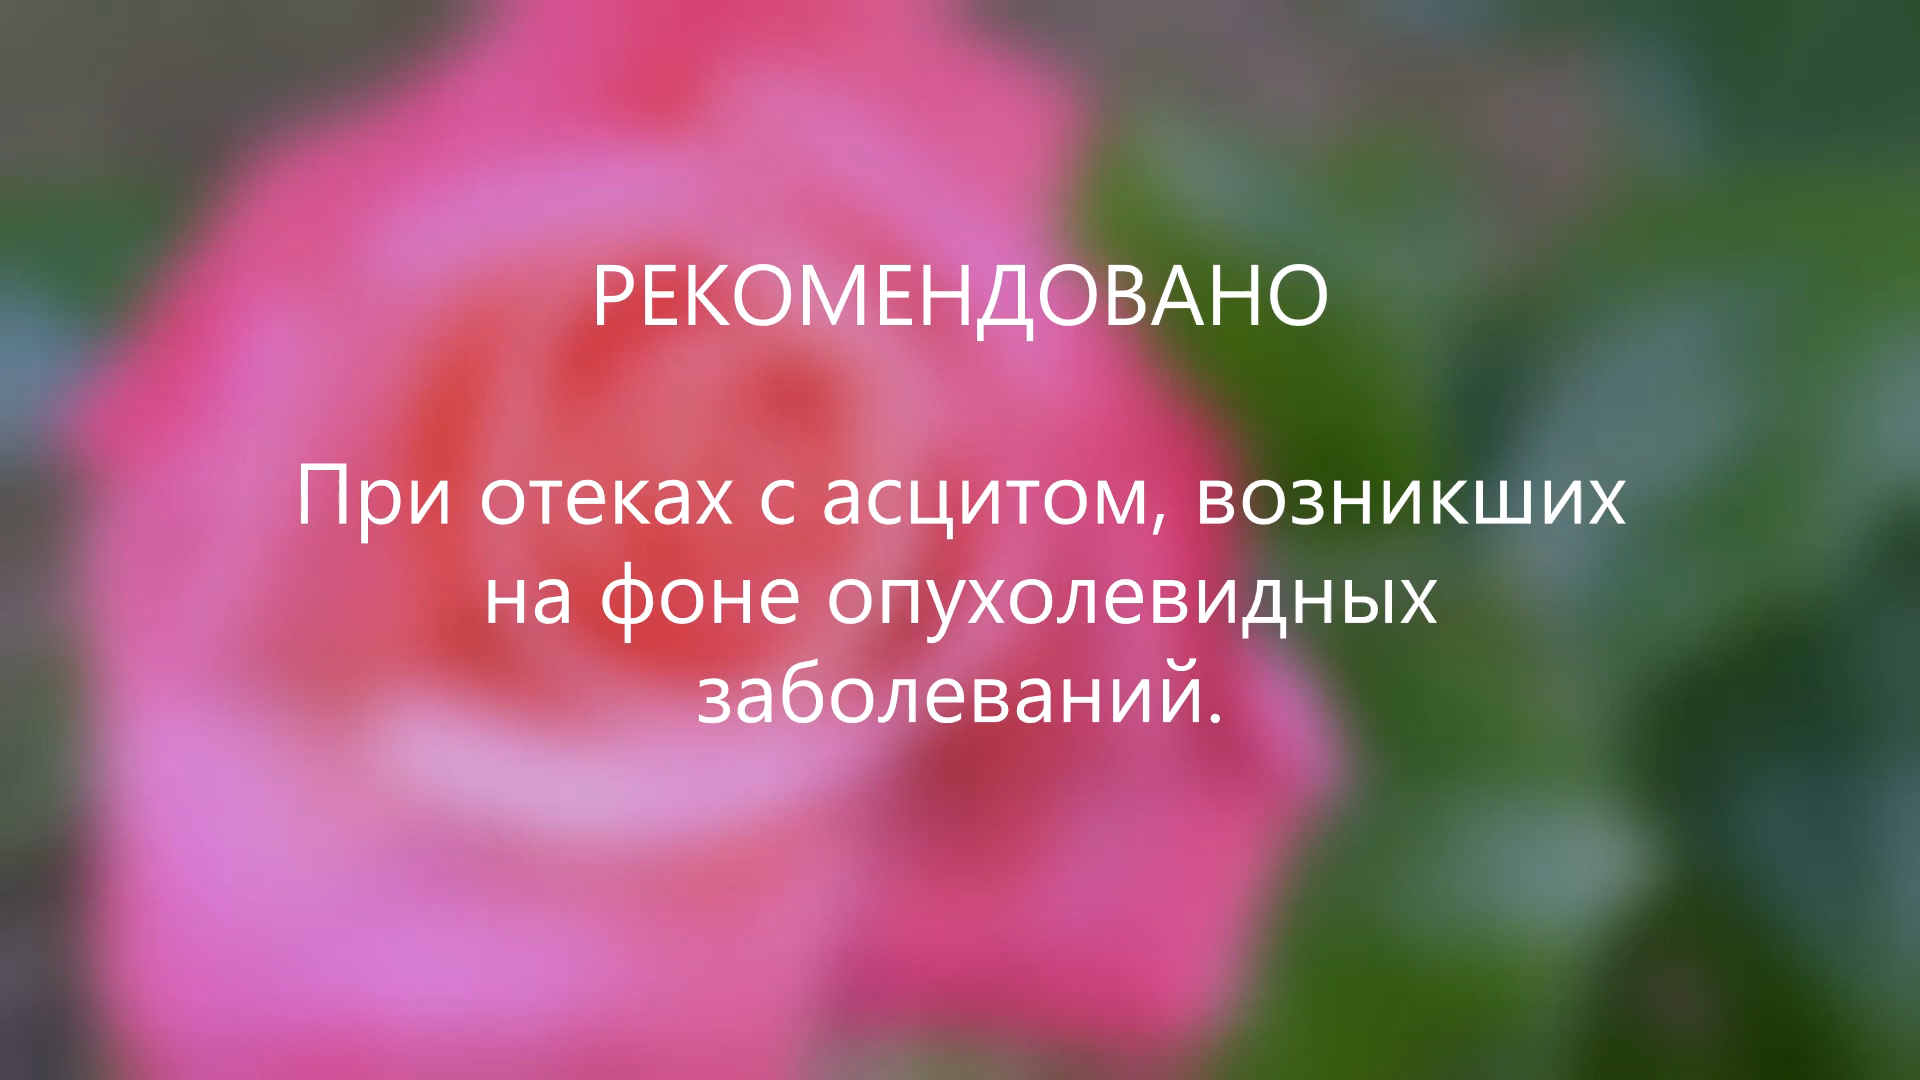 РЕКОМЕНДОВАНО
При отеках с асцитом, возникших
на фоне опухолевидных
заболеваний.